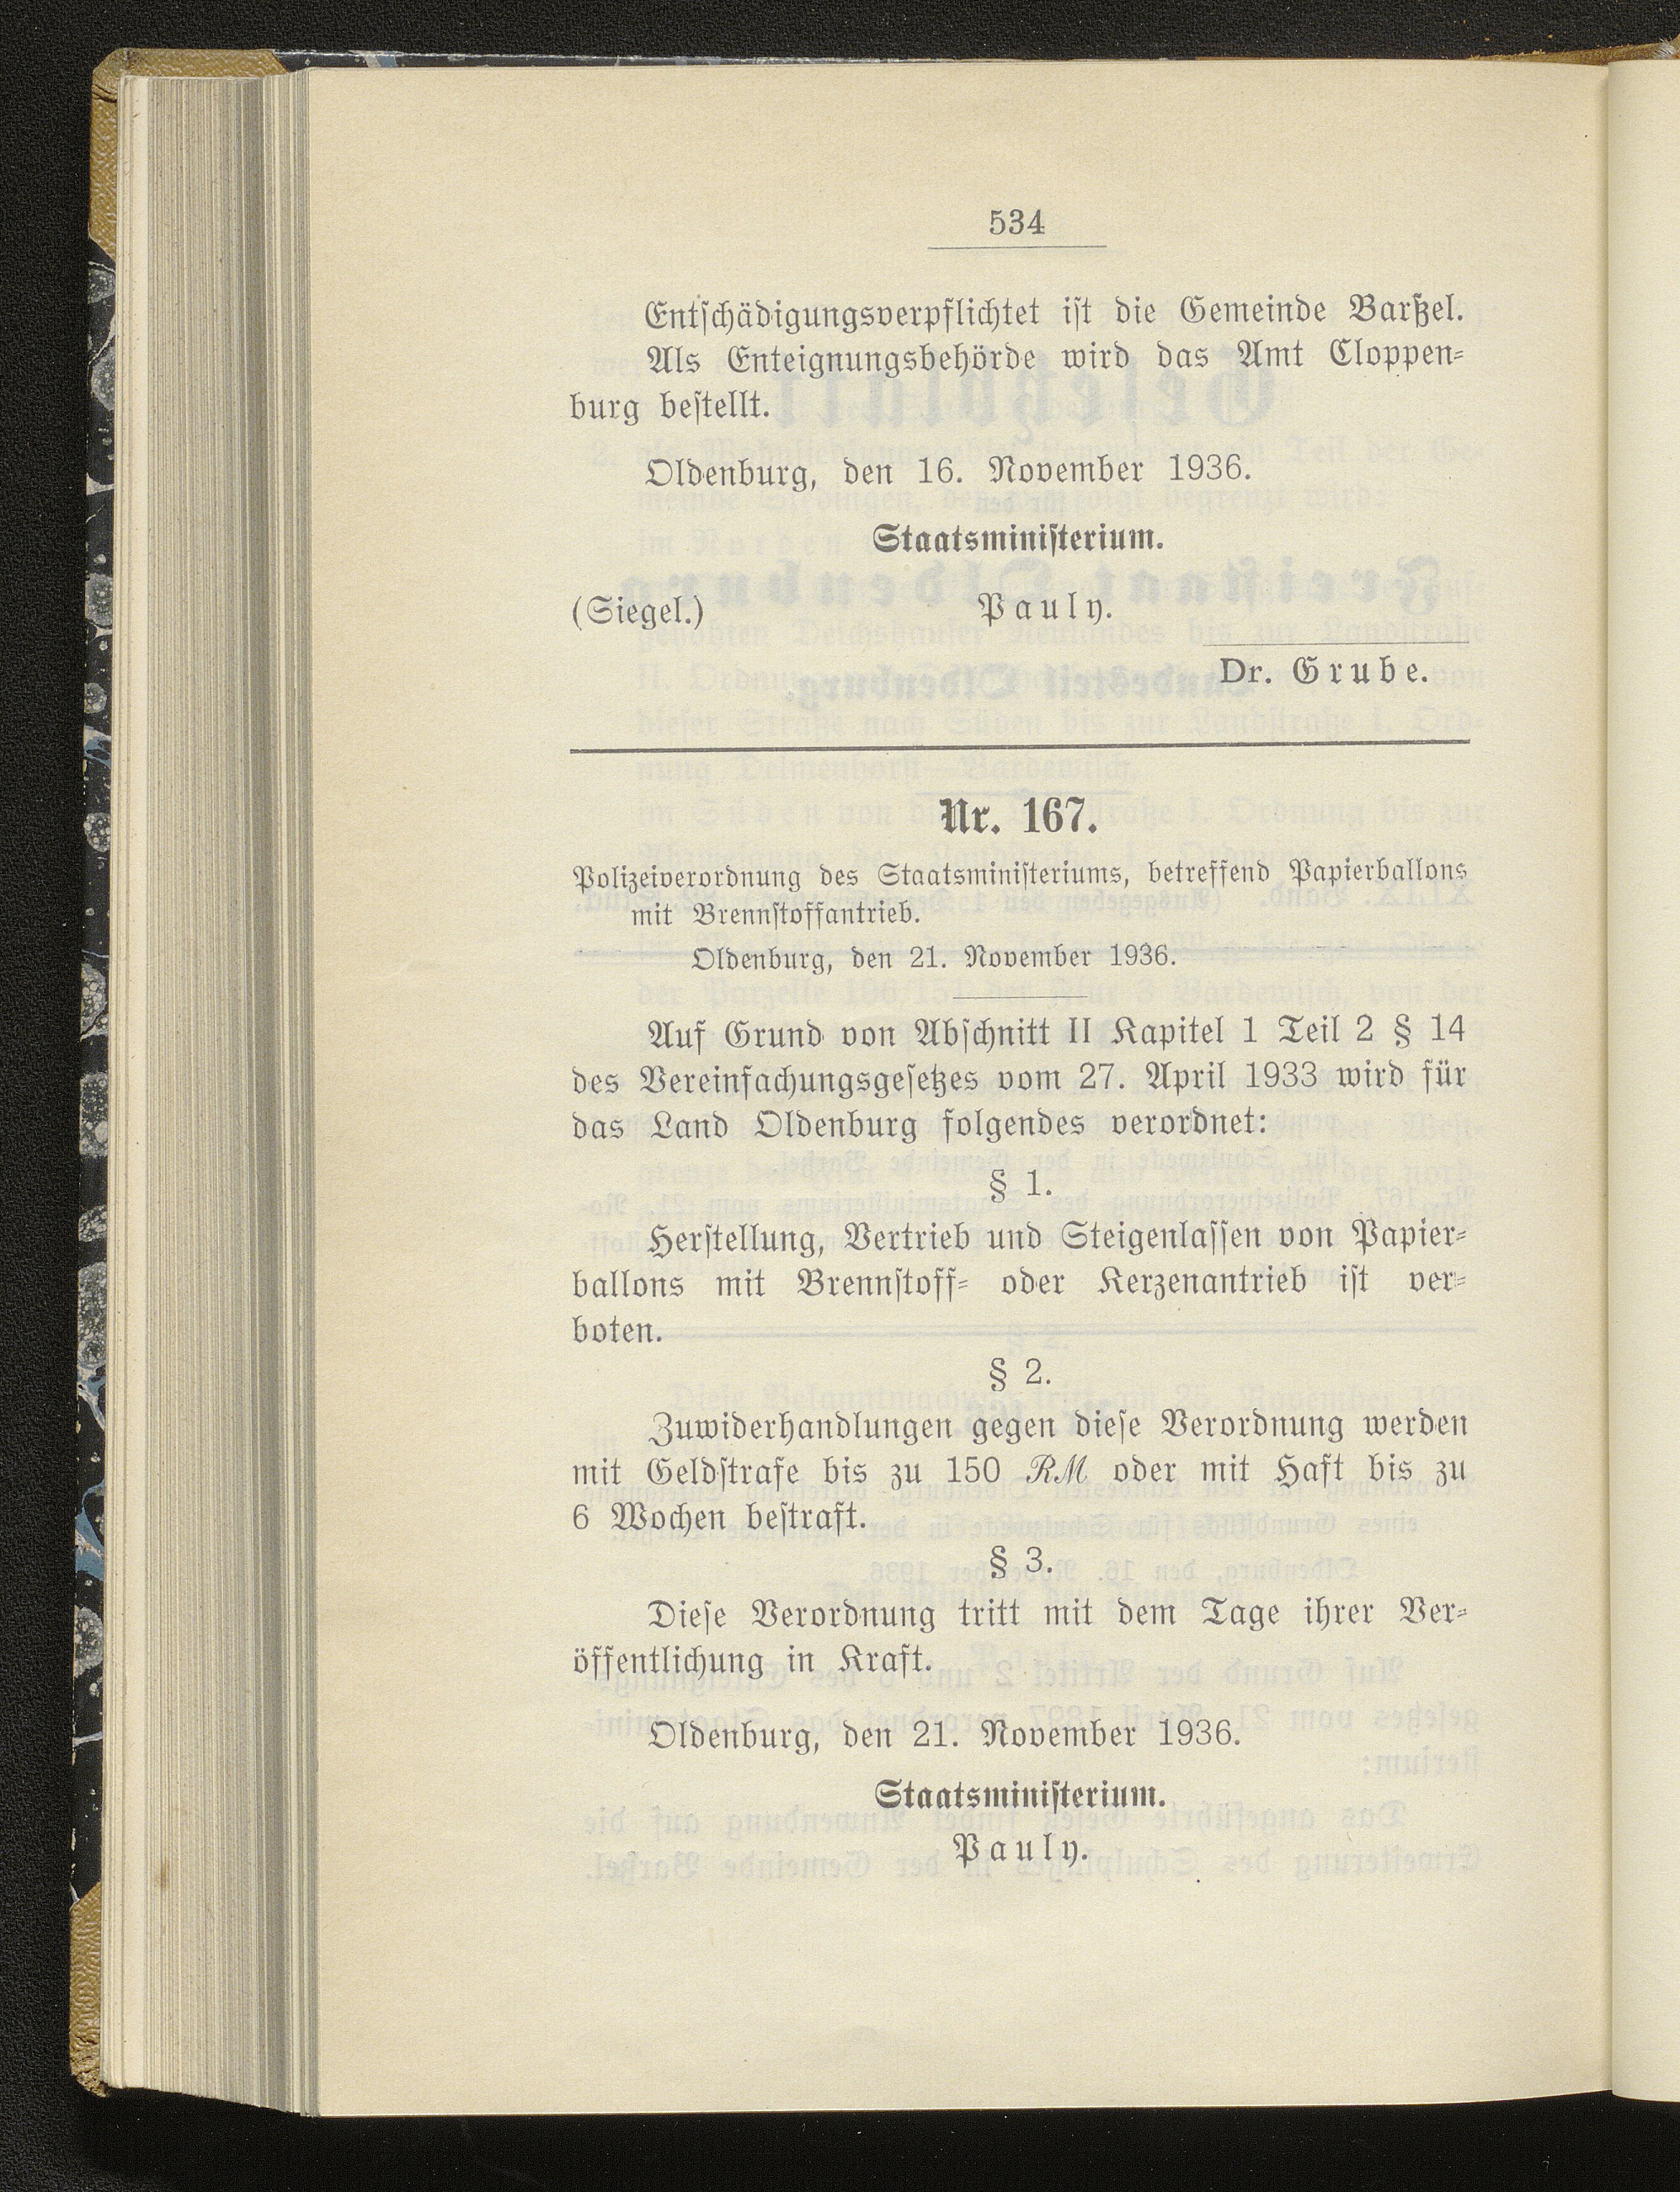 534
Entſchädigungsverpflichtet iſt die Gemeinde Barßel.
Als Enteignungsbehörde wird das Amt Cloppen-
burg beſtellt.
Oldenburg, den 16. November 1936.
Staatsminiſterium.
(Siegel.) Pauly.
Dr. Grube.
Nr. 167.
Polizeiverordnung des Staatsminiſteriums, betreffend Papierballons
mit Brennſtoffantrieb.
Oldenburg, den 21. November 1936.
Auf Grund von Abſchnitt II Kapitel 1 Teil 2 § 14
des Vereinfachungsgeſetzes vom 27. April 1933 wird für
das Land Oldenburg folgendes verordnet:
§ 1.
Herſtellung, Vertrieb und Steigenlaſſen von Papier-
ballons mit Brennſtoff- oder Kerzenantrieb iſt ver-
boten.
§ 2.
Zuwiderhandlungen gegen dieſe Verordnung werden
mit Geldſtrafe bis zu 150 RM oder mit Haft bis zu
6 Wochen beſtraft.
§ 3.
Dieſe Verordnung tritt mit dem Tage ihrer Ver-
öffentlichung in Kraft.
Oldenburg, den 21. November 1936.
Staatsminiſterium.
Pauly.